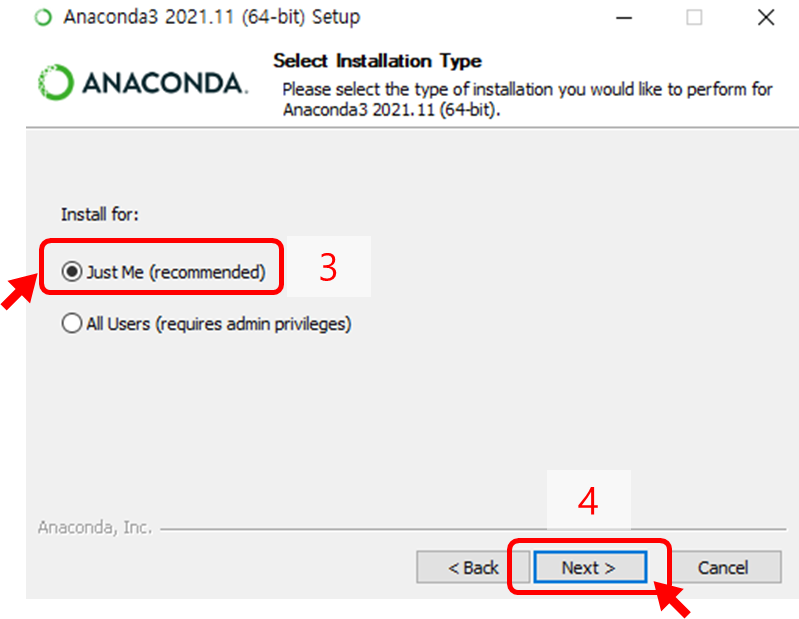 Anaconda3 2021.11 (64-bit) Setup
ANACONDA.
Select Installation Type
Please select the type of installation you would like to perform for
Anaconda3 2021.11 (64-bit).
Install for:
Just Me (recommended)
3
All Users (requires admin privileges)
4
Anaconda, Inc.
< Back
Next >
Cancel